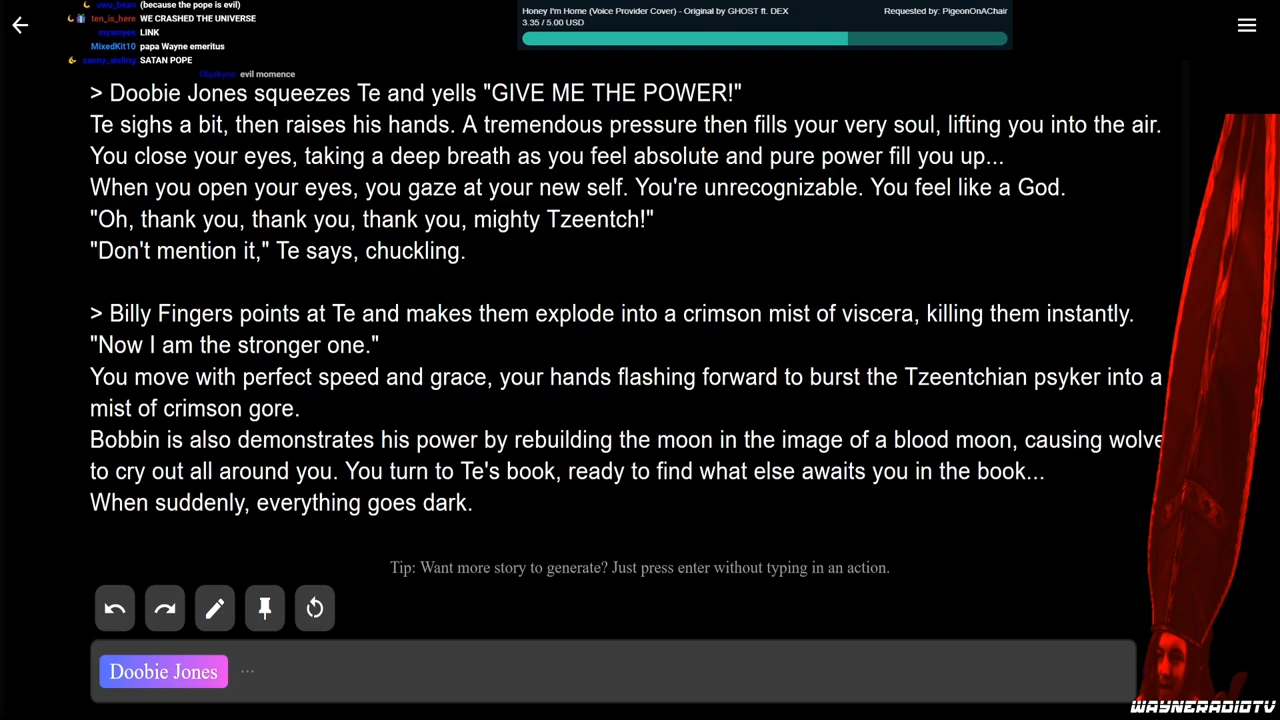 uwu_bean (because the pope is evil)
ten_is_here WE CRASHED THE UNIVERSE
myxmyes LINK
MixedKit10 papa Wayne emeritus
zanny_aisling SATAN POPE
evil momence
Honey I'm Home (Voice Provider Cover) - Original by GHOST ft. DEX
Requested by: PigeonOnAChair
3.35 / 5.00 USD
> Doobie Jones squeezes Te and yells "GIVE ME THE POWER!"
Te sighs a bit, then raises his hands. A tremendous pressure then fills your very soul, lifting you into the air.
You close your eyes, taking a deep breath as you feel absolute and pure power fill you up...
When you open your eyes, you gaze at your new self. You're unrecognizable. You feel like a God.
"Oh, thank you, thank you, thank you, mighty Tzeentch!"
"Don't mention it," Te says, chuckling.
> Billy Fingers points at Te and makes them explode into a crimson mist of viscera, killing them instantly.
"Now I am the stronger one."
You move with perfect speed and grace, your hands flashing forward to burst the Tzeentchian psyker into a
mist of crimson gore.
Bobbin is also demonstrates his power by rebuilding the moon in the image of a blood moon, causing wolve
to cry out all around you. You turn to Te's book, ready to find what else awaits you in the book...
When suddenly, everything goes dark.
Tip: Want more story to generate? Just press enter without typing in an action.
Doobie Jones ...
WAYNERADIOTV